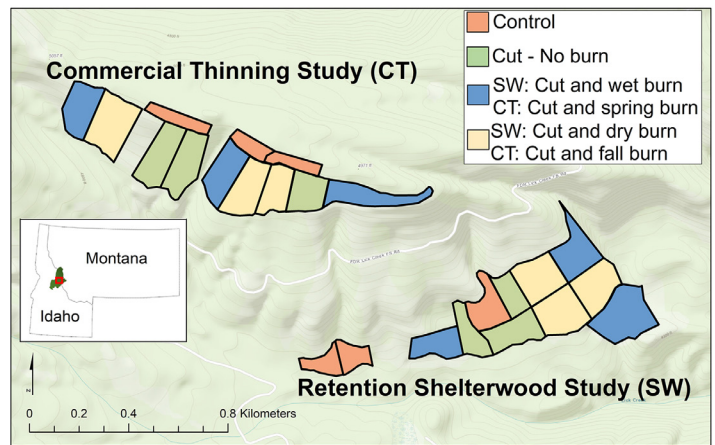 Control
Cut - No burn
SW: Cut and wet burn
CT: Cut and spring burn
SW: Cut and dry burn
CT: Cut and fall burn
Commercial Thinning Study (CT)
Montana
Idaho
Retention Shelterwood Study (SW)
0 0.2 0.4 0.8 Kilometers